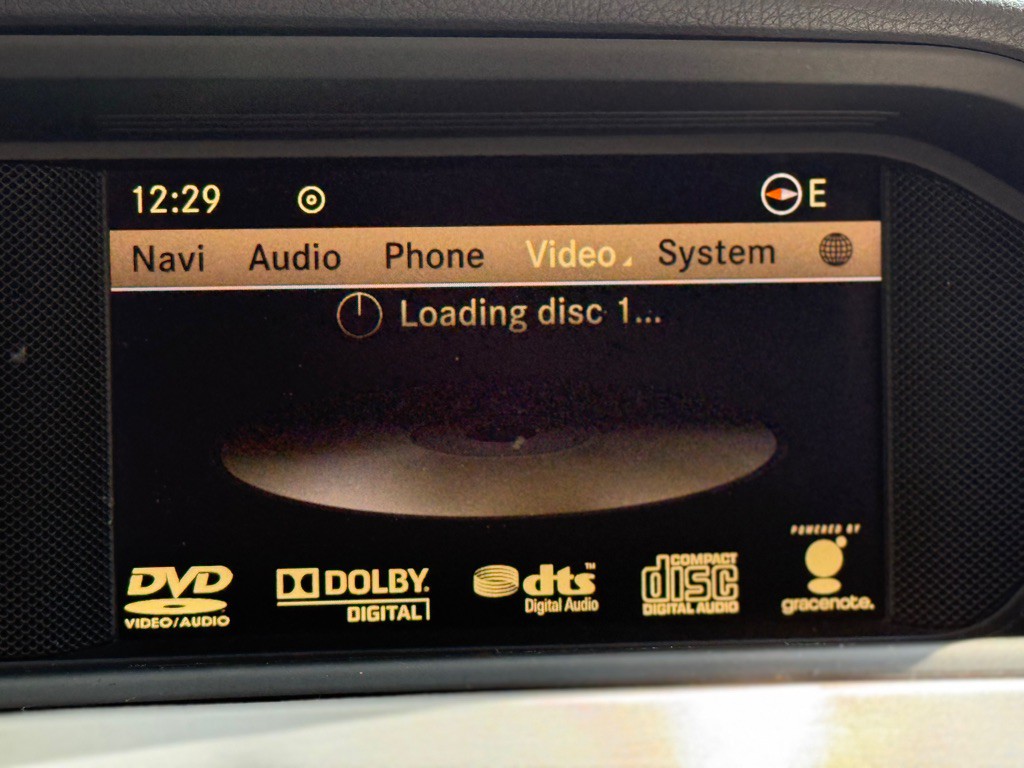 12:29
E
Navi Audio Phone Video System
Loading disc 1...
DVD
VIDEO/AUDIO
DOLBY.
DIGITAL
dts™
Digital Audio
COMPACT
disc
DIGITAL AUDIO
POWERED BY
gracenote.